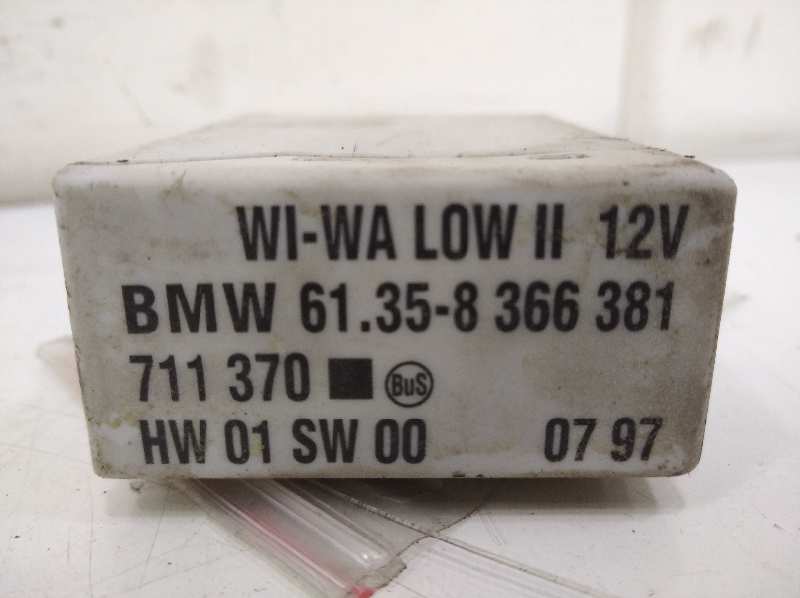 WI-WA LOW II 12V
BMW 61.35-8 366 381
711 370 BuS
HW 01 SW 00 07 97